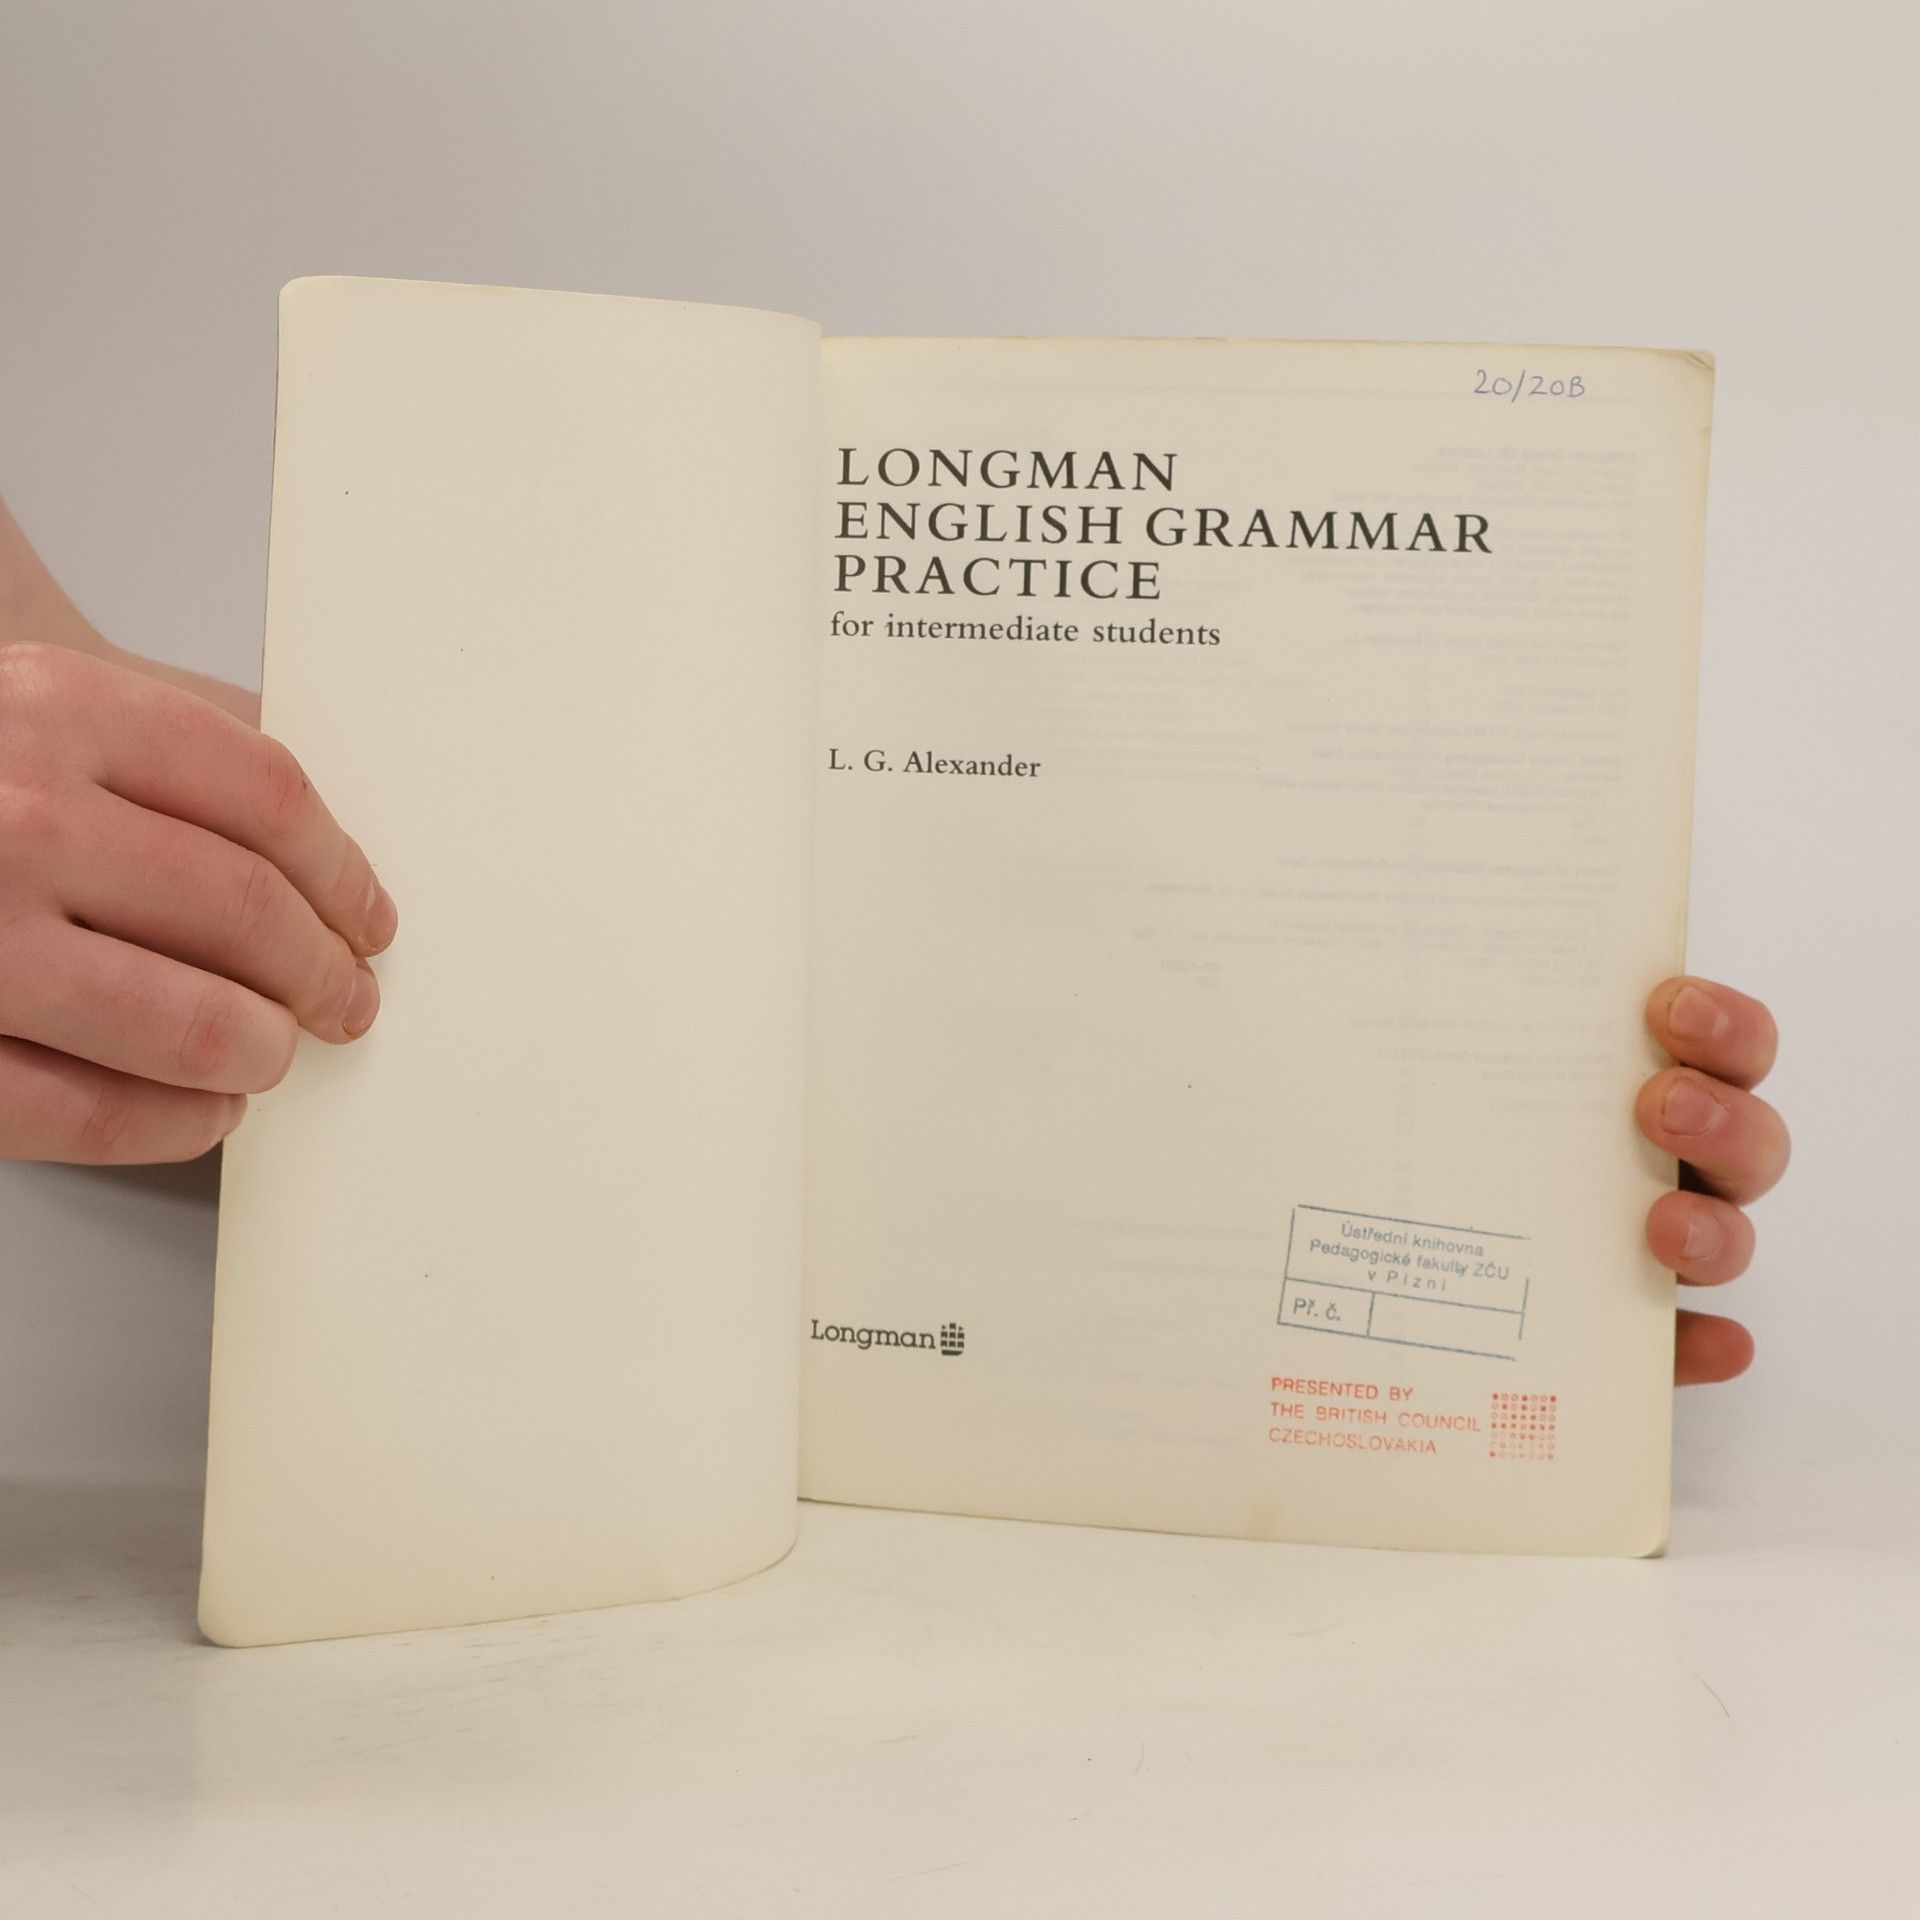 20/20B
LONGMAN
ENGLISH GRAMMAR
PRACTICE
for intermediate students
L. G. Alexander
Longman
Ústřední knihovna
Pedagogické fakulty ZČU
v Plzni
Př. č.
PRESENTED BY
THE BRITISH COUNCIL
CZECHOSLOVAKIA